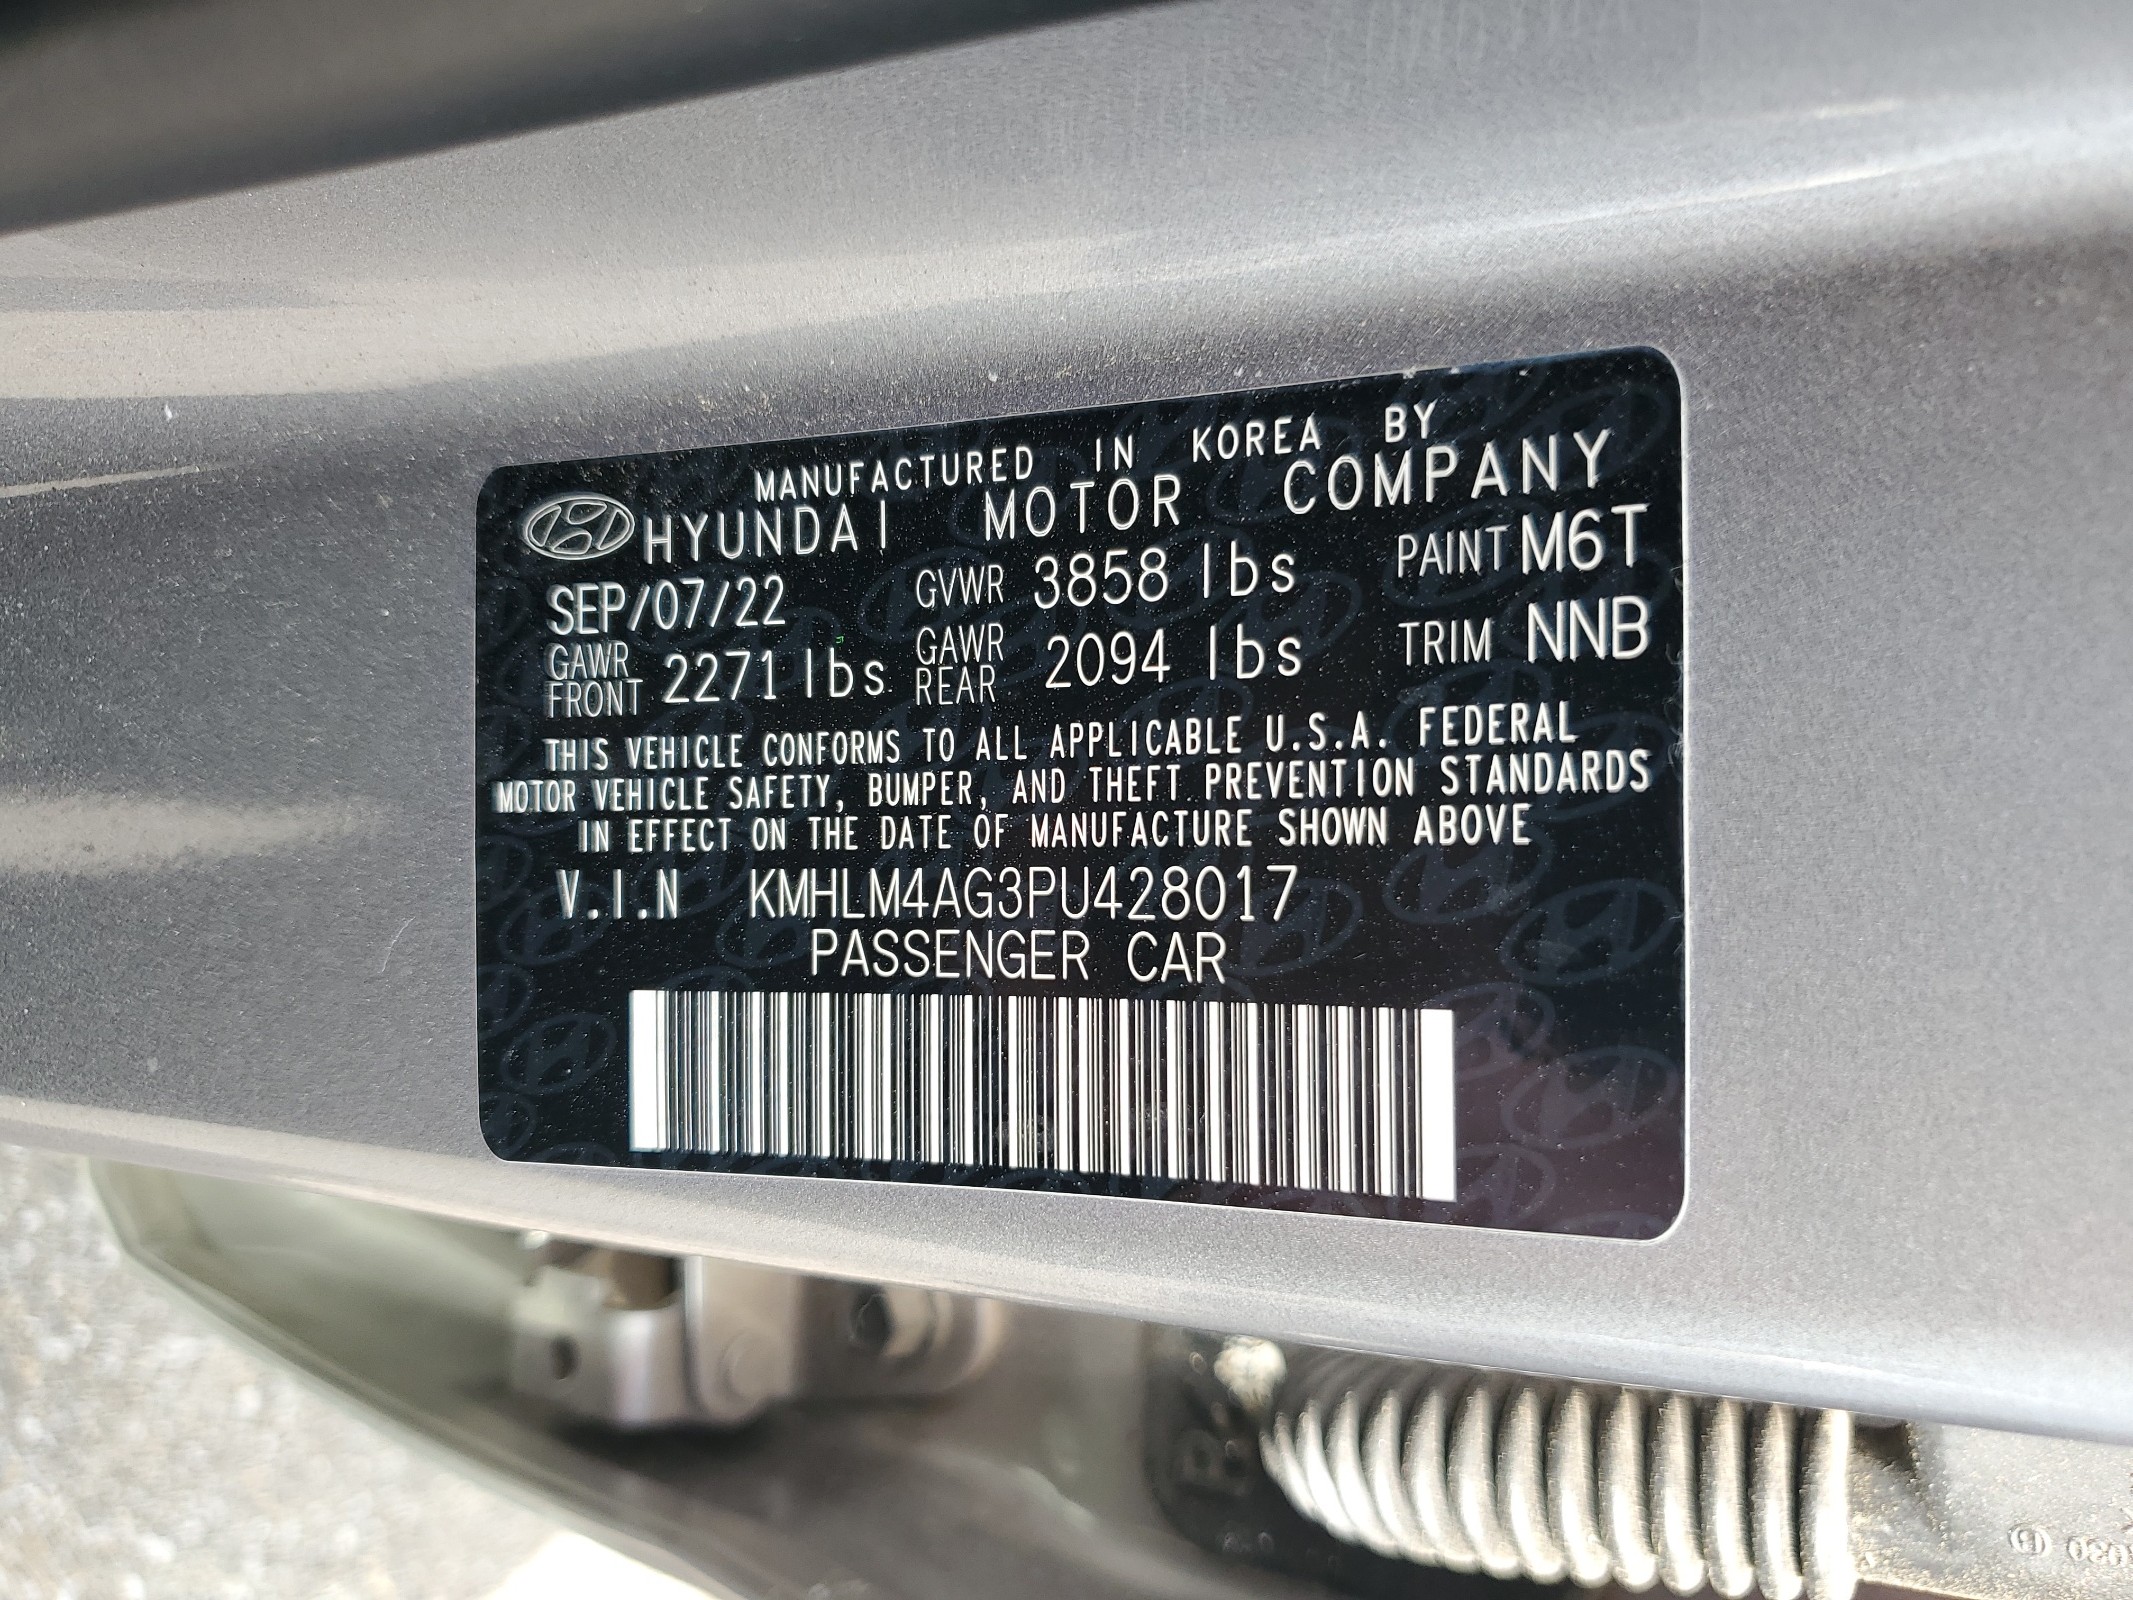 MANUFACTURED IN KOREA BY
HYUNDAI MOTOR COMPANY
SEP/07/22 GVWR 3858 lbs PAINT M6T
GAWR FRONT 2271 lbs GAWR REAR 2094 lbs TRIM NNB
THIS VEHICLE CONFORMS TO ALL APPLICABLE U.S.A. FEDERAL
MOTOR VEHICLE SAFETY, BUMPER, AND THEFT PREVENTION STANDARDS
IN EFFECT ON THE DATE OF MANUFACTURE SHOWN ABOVE
V.I.N KMHLM4AG3PU428017
PASSENGER CAR